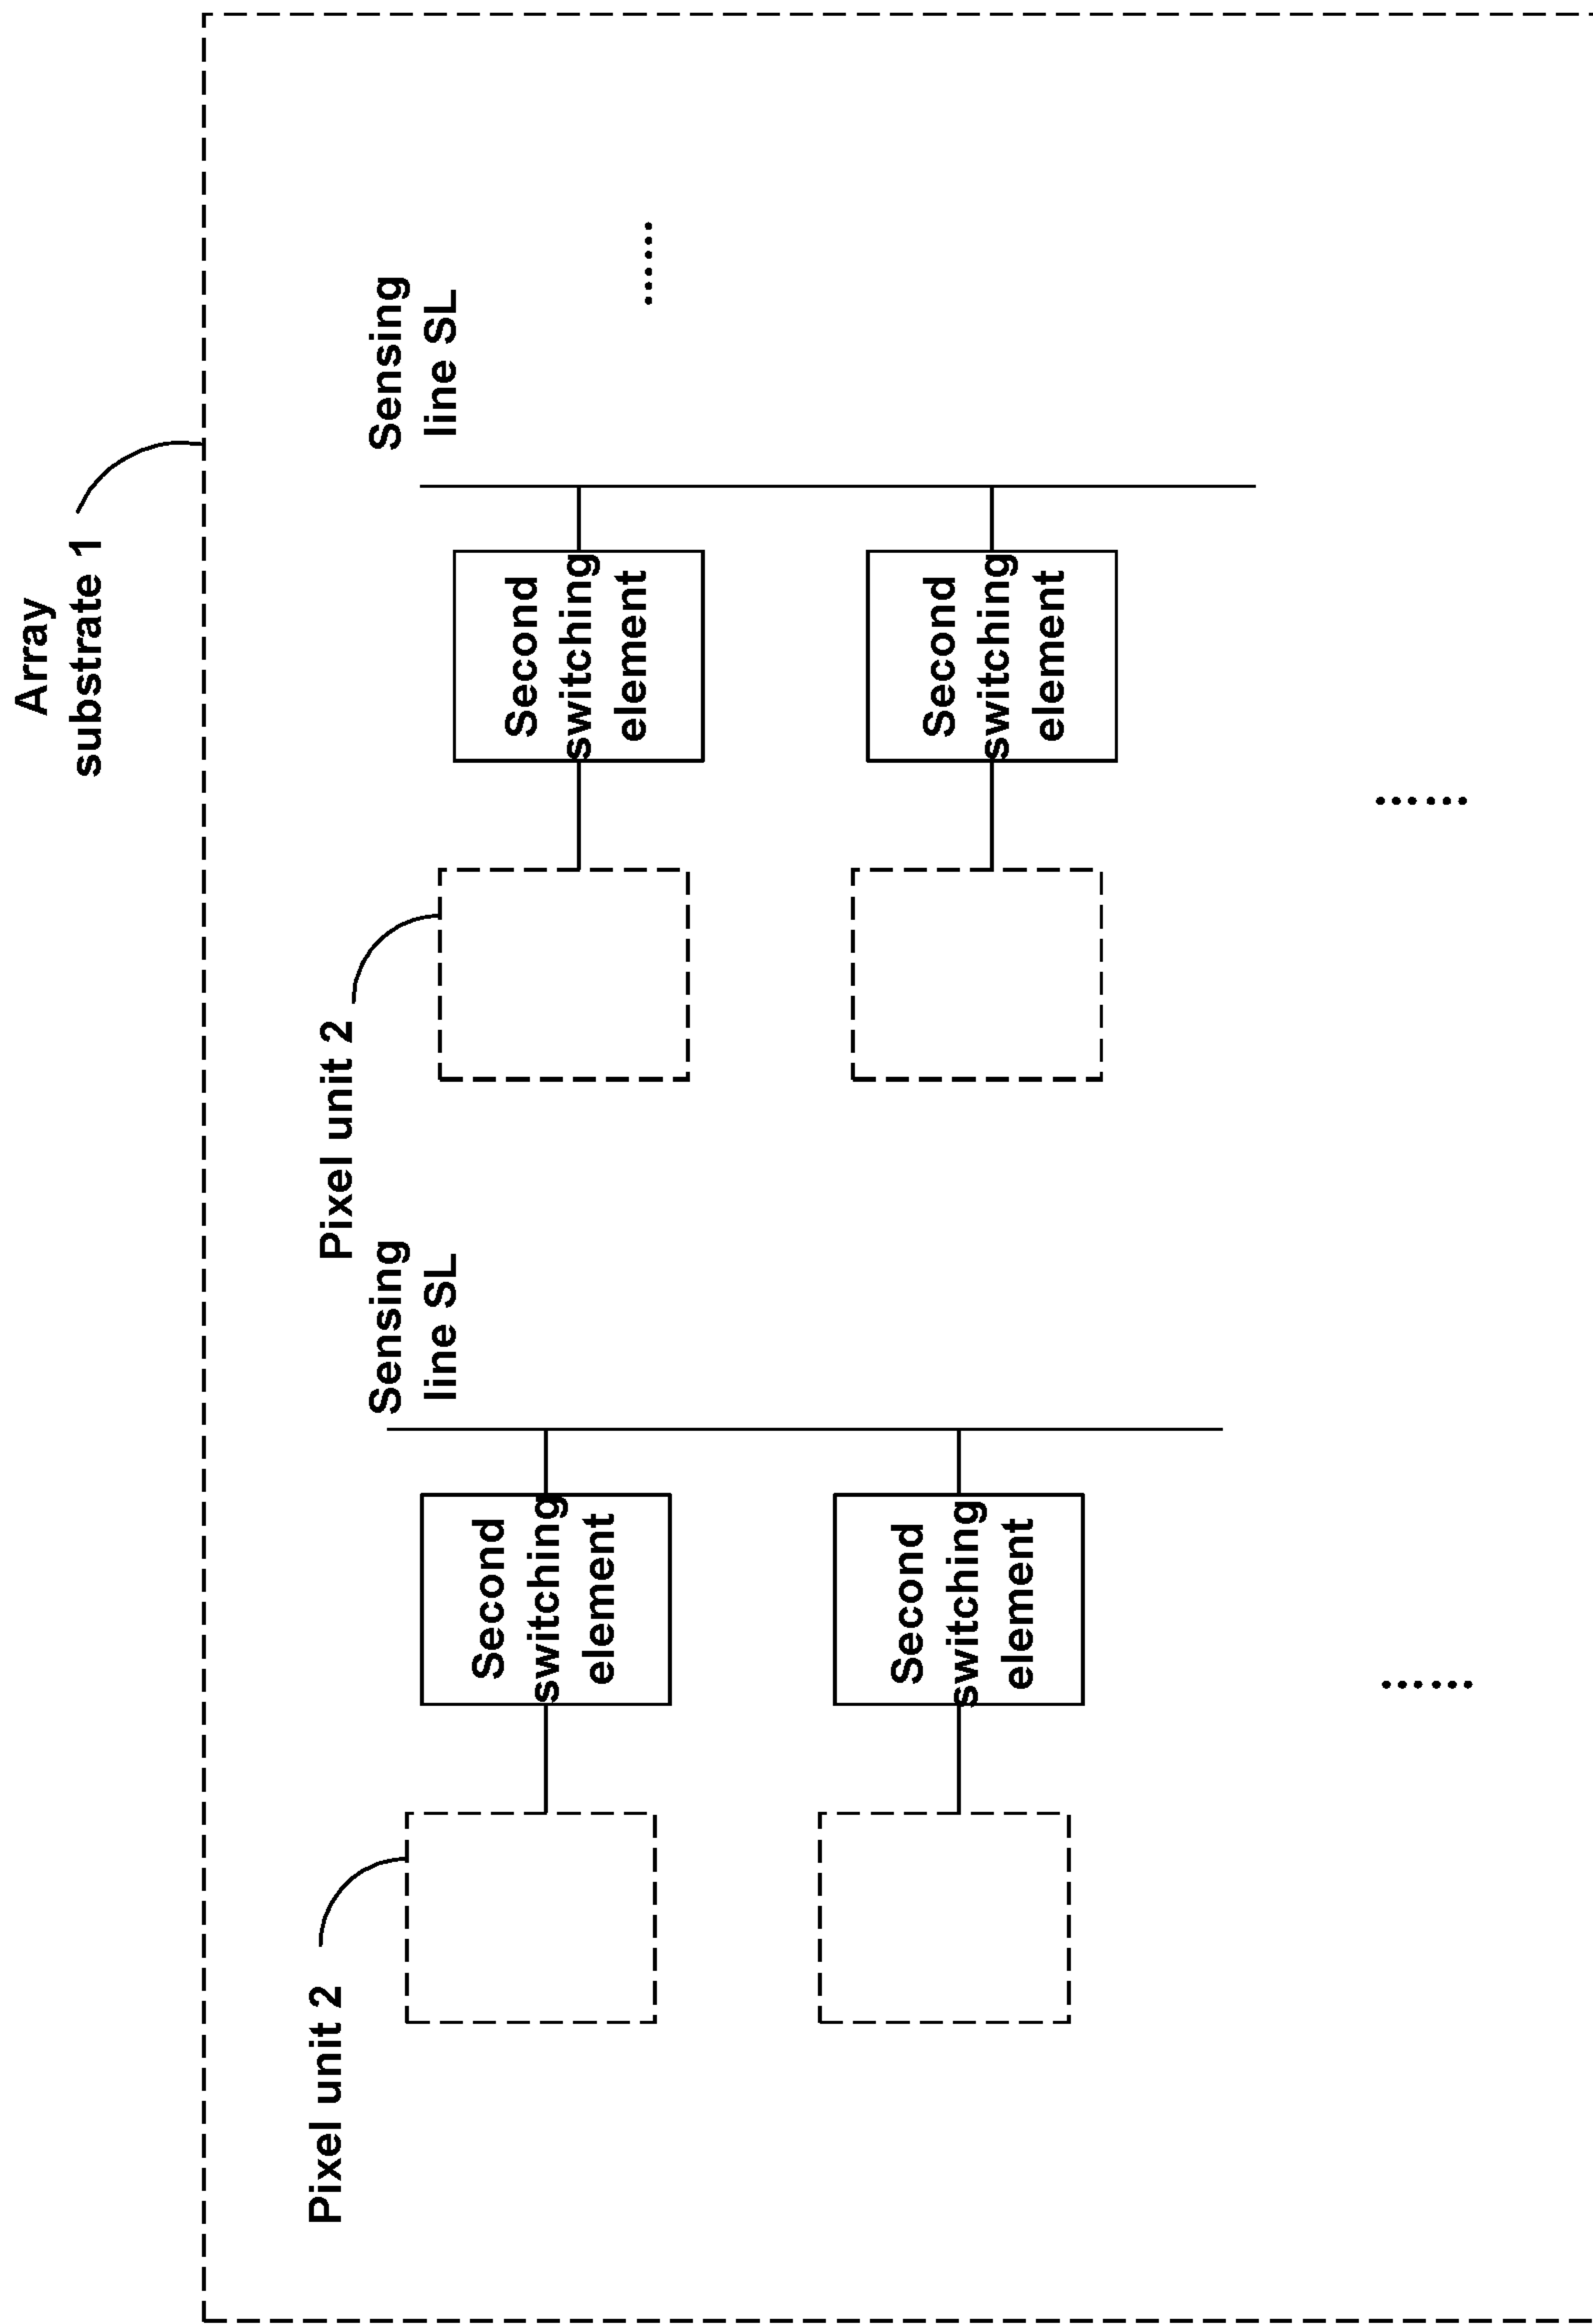 Array
substrate 1
Pixel unit 2
Sensing
line SL
Pixel unit 2
Sensing
line SL
Second
switching
element
Second
switching
element
......
Second
switching
element
Second
switching
element
......
......